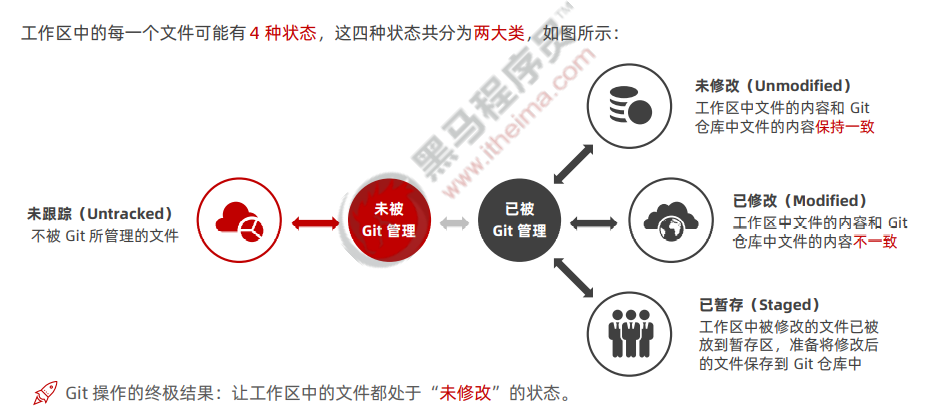 工作区中的每一个文件可能有 4 种状态，这四种状态共分为两大类，如图所示：
未修改（Unmodified）
工作区中文件的内容和 Git
仓库中文件的内容保持一致
未跟踪（Untracked）
不被 Git 所管理的文件
未被
Git 管理
已被
Git 管理
已修改（Modified）
工作区中文件的内容和 Git
仓库中文件的内容不一致
已暂存（Staged）
工作区中被修改的文件已被
放到暂存区，准备将修改后
的文件保存到 Git 仓库中
Git 操作的终极结果：让工作区中的文件都处于“未修改”的状态。
黑马程序员™
www.itheima.com